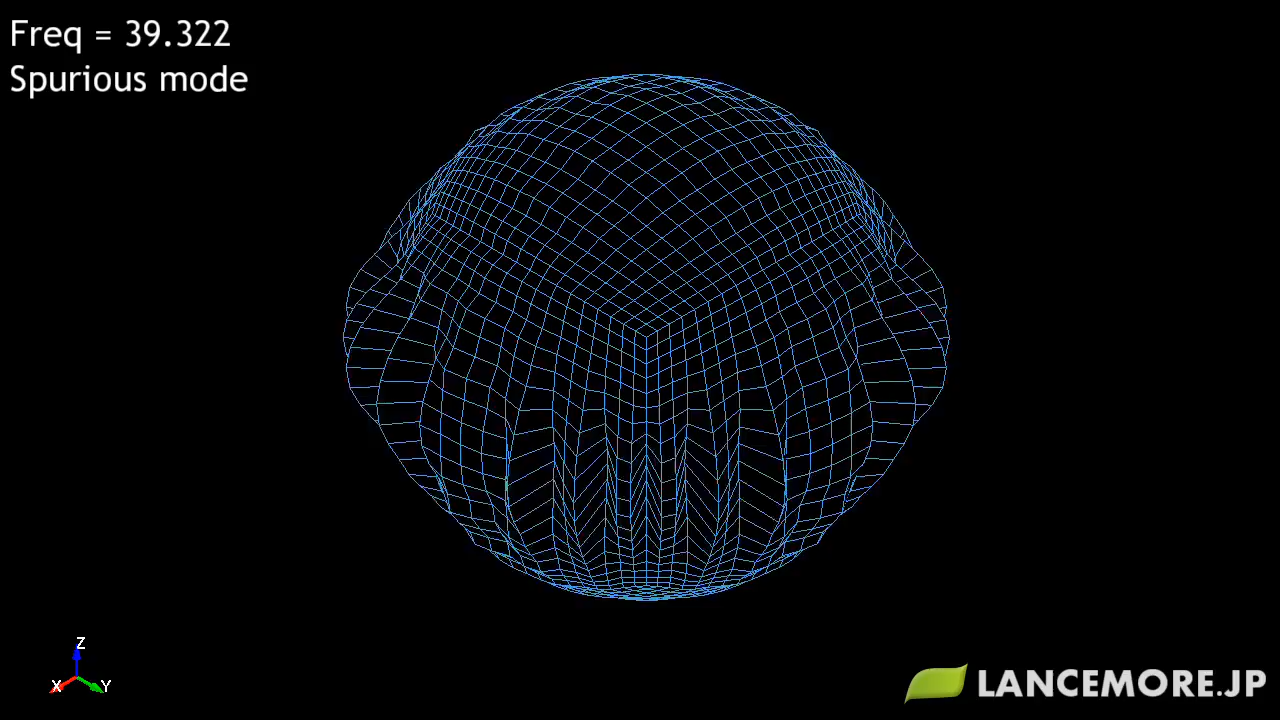 Freq = 39.322
Spurious mode
Z
X
Y
LANCEMORE.JP